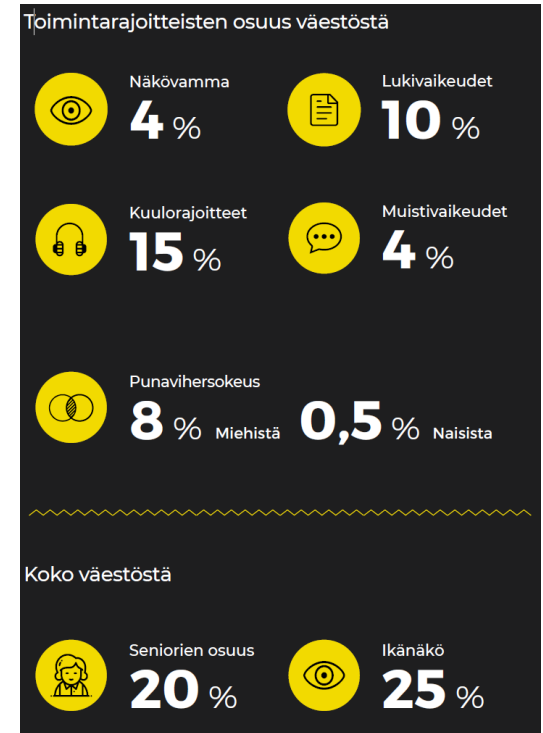 Toimintarajoitteisten osuus väestöstä
Näkövamma
4 %
Lukivaikeudet
10 %
Kuulorajoitteet
15 %
Muistivaikeudet
4 %
Punavihersokeus
8 % Miehistä 0,5 % Naisista
Koko väestöstä
Seniorien osuus
20 %
Ikänäkö
25 %